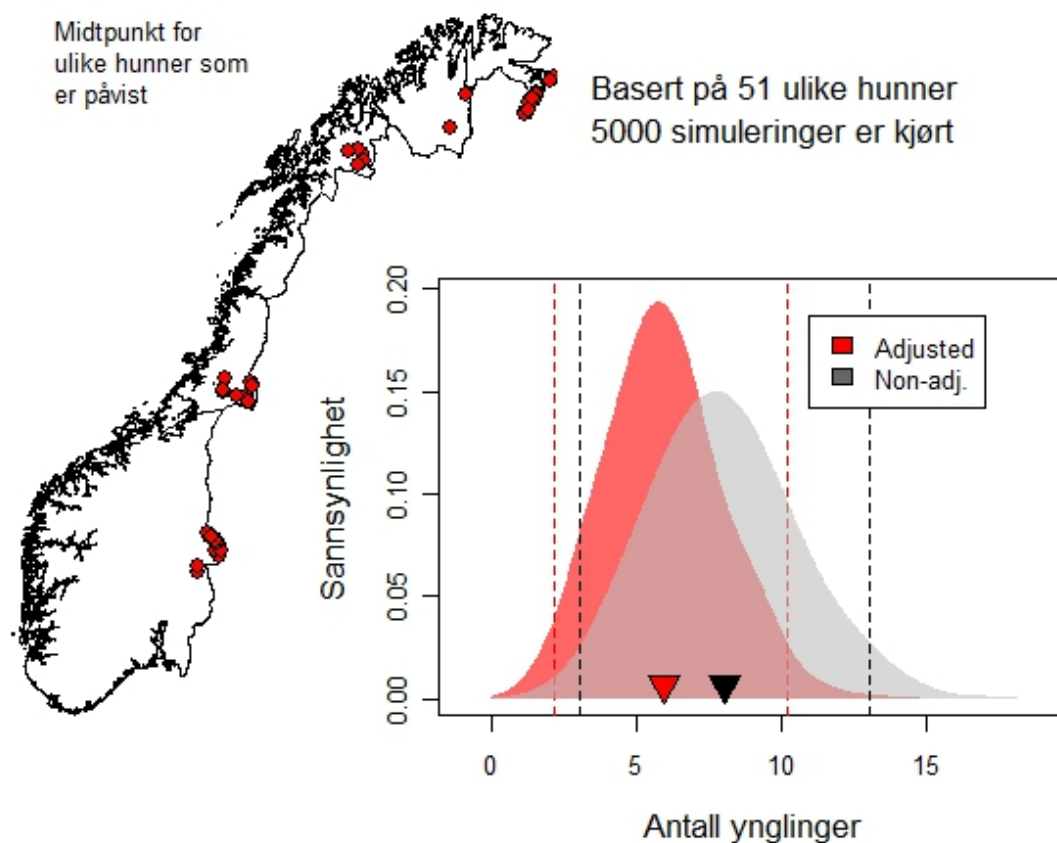 Midtpunkt for
ulike hunner som
er påvist
Basert på 51 ulike hunner
5000 simuleringer er kjørt
Sannsynlighet
0.20
0.15
0.10
0.05
0.00
Adjusted
Non-adj.
0 5 10 15
Antall ynglinger